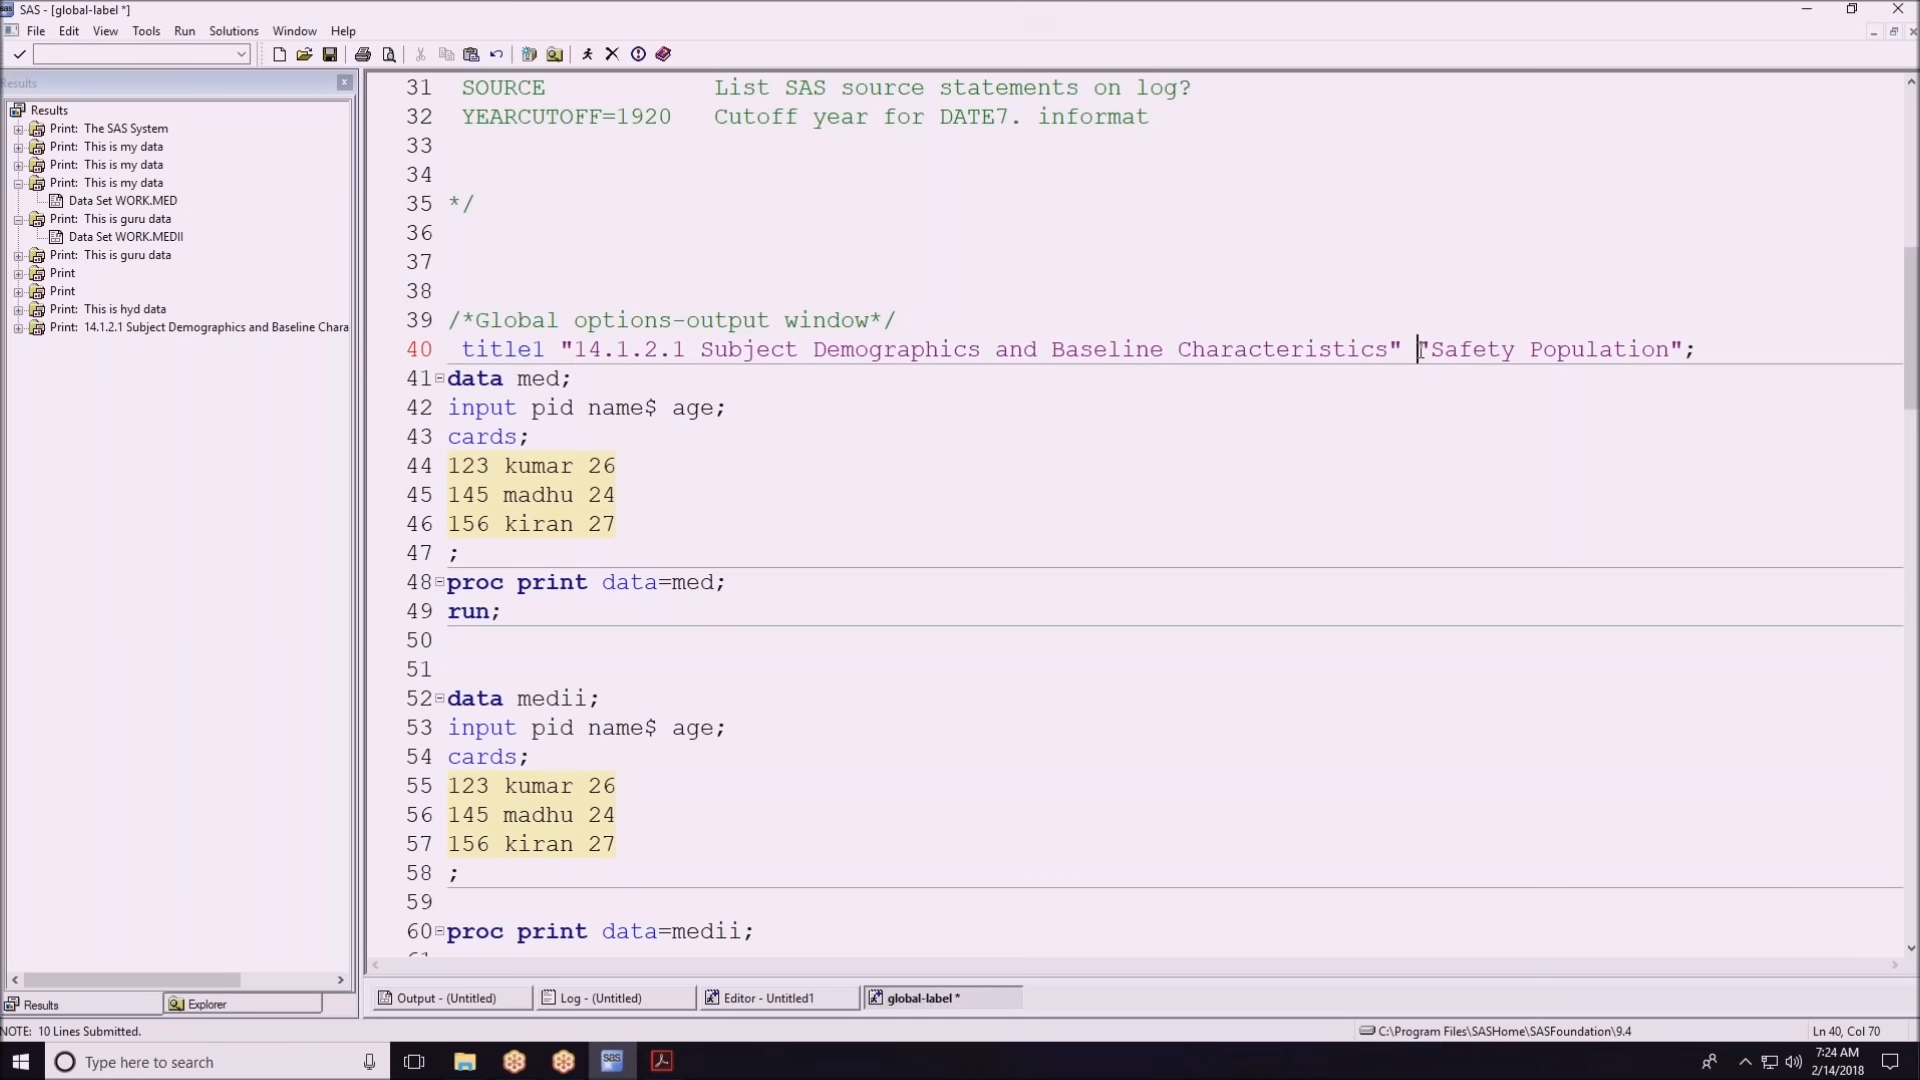 SAS - [global-label *]
File Edit View Tools Run Solutions Window Help
Results
Results
Print: The SAS System
Print: This is my data
Print: This is my data
Print: This is my data
Data Set WORK.MED
Print: This is guru data
Data Set WORK.MEDII
Print: This is guru data
Print
Print
Print: This is hyd data
Print: 14.1.2.1 Subject Demographics and Baseline Chara
31 SOURCE List SAS source statements on log?
32 YEARCUTOFF=1920 Cutoff year for DATE7. informat
33
34
35 */
36
37
38
39 /*Global options-output window*/
40 title1 "14.1.2.1 Subject Demographics and Baseline Characteristics" "Safety Population";
41 data med;
42 input pid name$ age;
43 cards;
44 123 kumar 26
45 145 madhu 24
46 156 kiran 27
47 ;
48 proc print data=med;
49 run;
50
51
52 data medii;
53 input pid name$ age;
54 cards;
55 123 kumar 26
56 145 madhu 24
57 156 kiran 27
58 ;
59
60 proc print data=medii;
Results Explorer
Output - (Untitled) Log - (Untitled) Editor - Untitled1 global-label *
NOTE: 10 Lines Submitted.
C:\Program Files\SASHome\SASFoundation\9.4
Ln 40, Col 70
Type here to search
sas
7:24 AM
2/14/2018